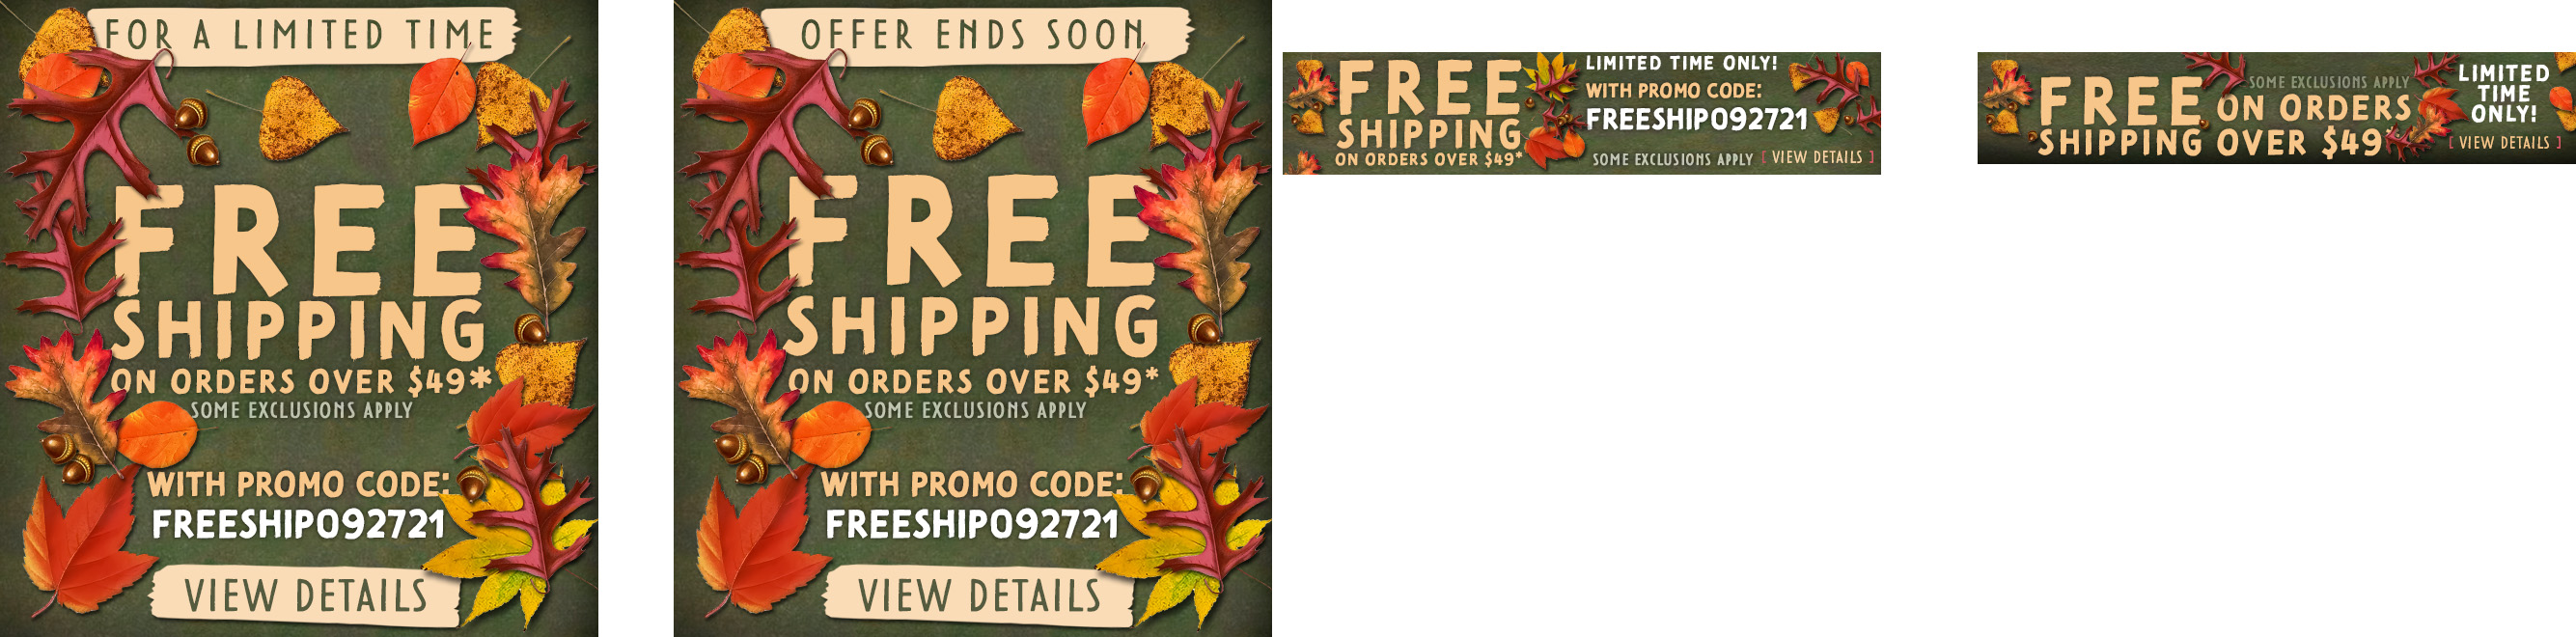 FOR A LIMITED TIME
FREE
SHIPPING
ON ORDERS OVER $49*
SOME EXCLUSIONS APPLY
WITH PROMO CODE:
FREESHIP092721
VIEW DETAILS
OFFER ENDS SOON
FREE
SHIPPING
ON ORDERS OVER $49*
SOME EXCLUSIONS APPLY
WITH PROMO CODE:
FREESHIP092721
VIEW DETAILS
FREE
SHIPPING
ON ORDERS OVER $49*
LIMITED TIME ONLY!
WITH PROMO CODE:
FREESHIP092721
SOME EXCLUSIONS APPLY [ VIEW DETAILS ]
FREE
SHIPPING
SOME EXCLUSIONS APPLY
ON ORDERS
OVER $49*
LIMITED
TIME
ONLY!
[ VIEW DETAILS ]